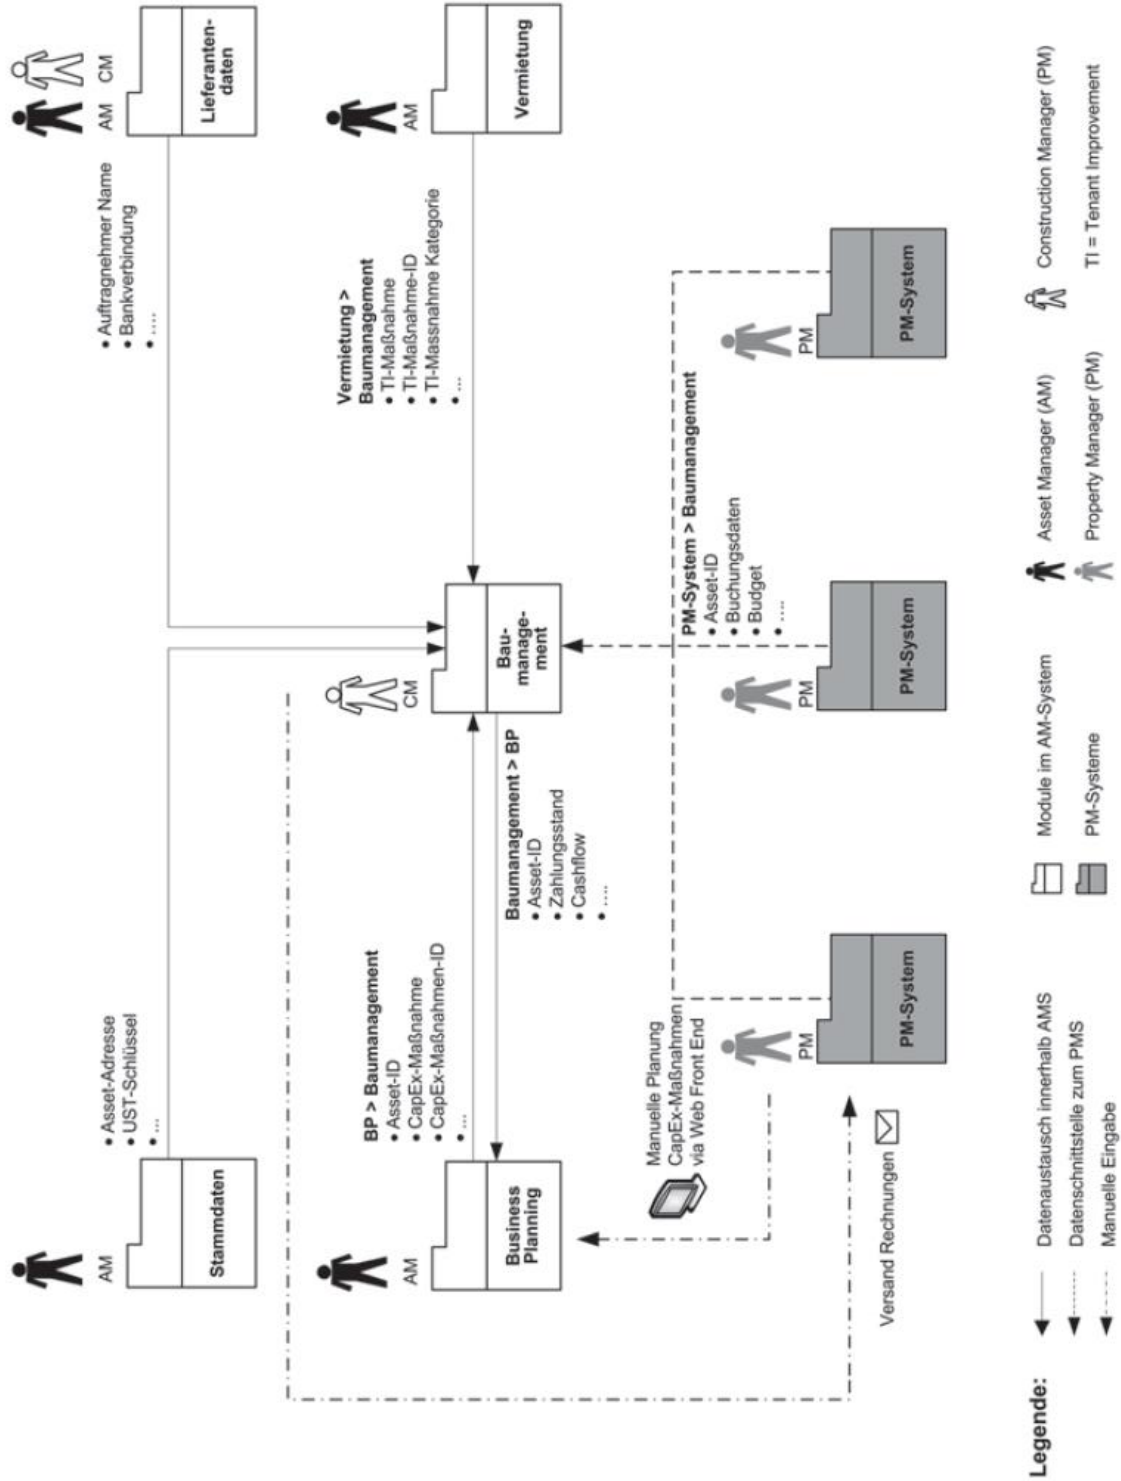 AM
Stammdaten
• Asset-Adresse
• UST-Schlüssel
• ...
• Auftragnehmer Name
• Bankverbindung
• ....
AM CM
Lieferanten-
daten
AM
Business
Planning
BP > Baumanagement
• Asset-ID
• CapEx-Maßnahme
• CapEx-Maßnahmen-ID
• ...
Baumanagement > BP
• Asset-ID
• Zahlungsstand
• Cashflow
• ....
CM
Bau-
manage-
ment
Vermietung >
Baumanagement
• TI-Maßnahme
• TI-Maßnahme-ID
• TI-Massnahme Kategorie
• ...
AM
Vermietung
Manuelle Planung
CapEx-Maßnahmen
via Web Front End
PM-System > Baumanagement
• Asset-ID
• Buchungsdaten
• Budget
• ....
PM
PM-System
PM
PM-System
PM
PM-System
Versand Rechnungen
Legende:
Datenaustausch innerhalb AMS
Datenschnittstelle zum PMS
Manuelle Eingabe
Module im AM-System
PM-Systeme
Asset Manager (AM)
Property Manager (PM)
Construction Manager (PM)
TI = Tenant Improvement